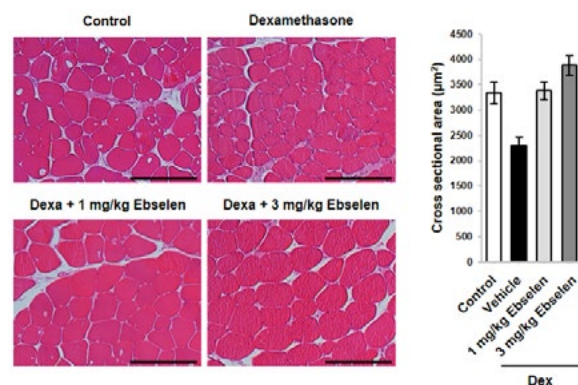 Control
Dexamethasone
Dexa + 1 mg/kg Ebselen
Dexa + 3 mg/kg Ebselen
Cross sectional area (µm²)
4500
4000
3500
3000
2500
2000
1500
1000
500
0
Control
Vehicle
1 mg/kg Ebselen
3 mg/kg Ebselen
Dex